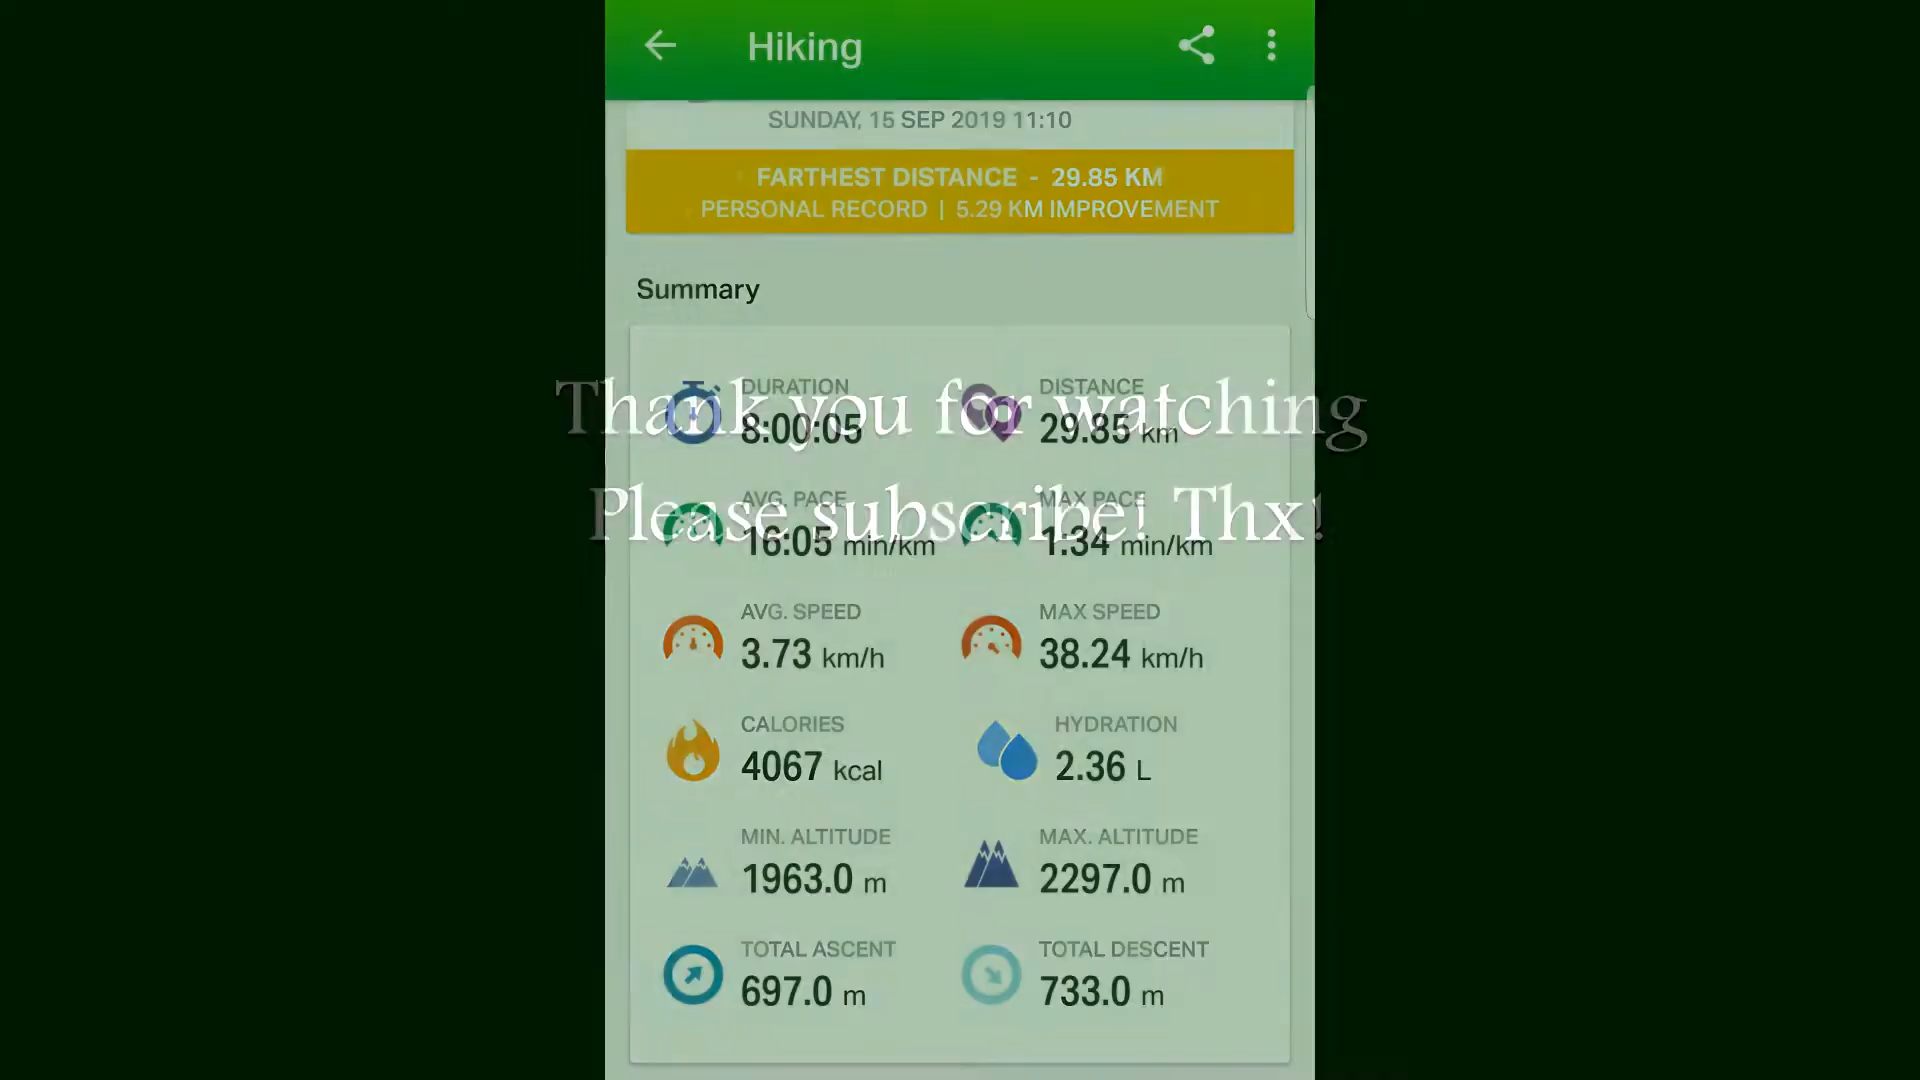 Hiking
SUNDAY, 15 SEP 2019 11:10
FARTHEST DISTANCE - 29.85 KM
PERSONAL RECORD | 5.29 KM IMPROVEMENT
Summary
DURATION
8:00:05
DISTANCE
29.85 km
Thank you for watching
AVG. PACE
16:05 min/km
MAX PACE
1:34 min/km
Please subscribe! Thx!
AVG. SPEED
3.73 km/h
MAX SPEED
38.24 km/h
CALORIES
4067 kcal
HYDRATION
2.36 L
MIN. ALTITUDE
1963.0 m
MAX. ALTITUDE
2297.0 m
TOTAL ASCENT
697.0 m
TOTAL DESCENT
733.0 m